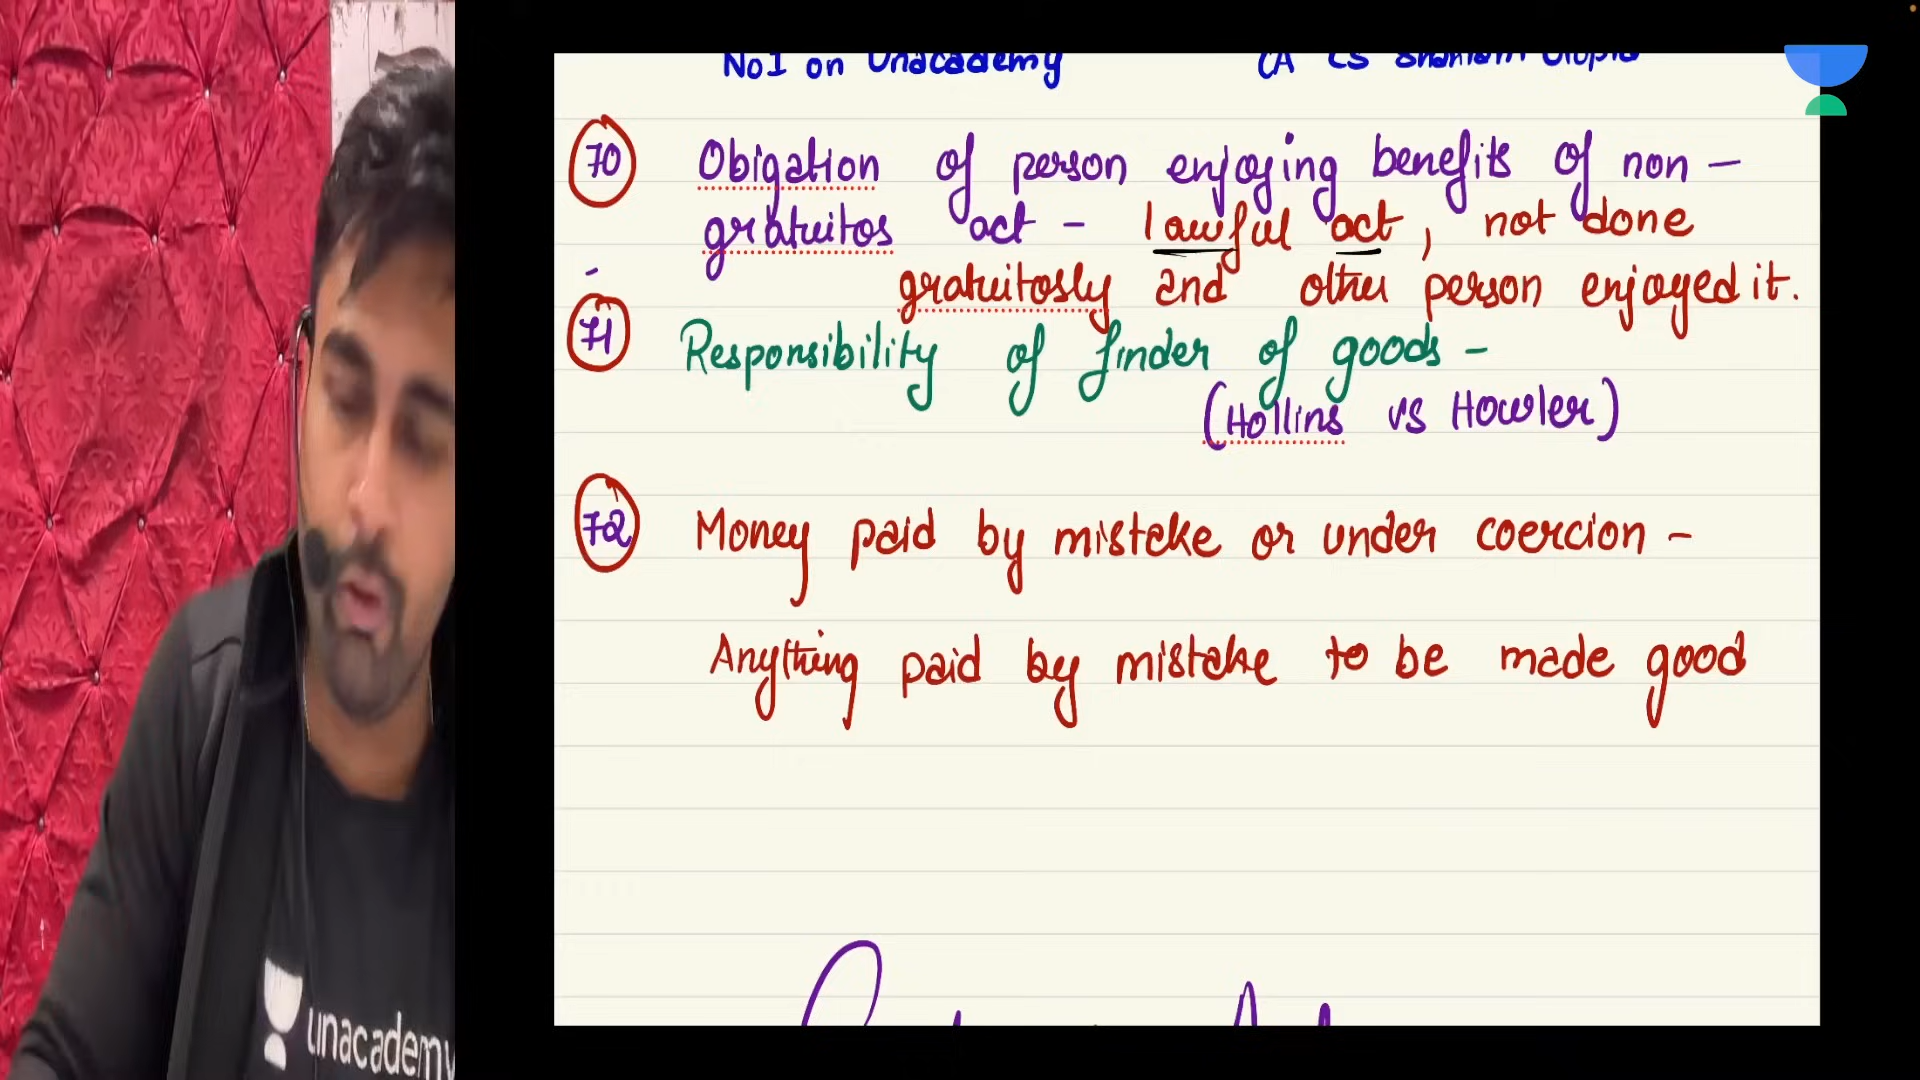 No1 on Unacademy CA CS
70 Obigation of person enjoying benefits of non -
gratuitos act - lawful act, not done
gratuitosly and other person enjoyed it.
71 Responsibility of finder of goods -
(Hollins vs Howler)
72 Money paid by mistake or under coercion -
Anything paid by mistake to be made good
unacademy